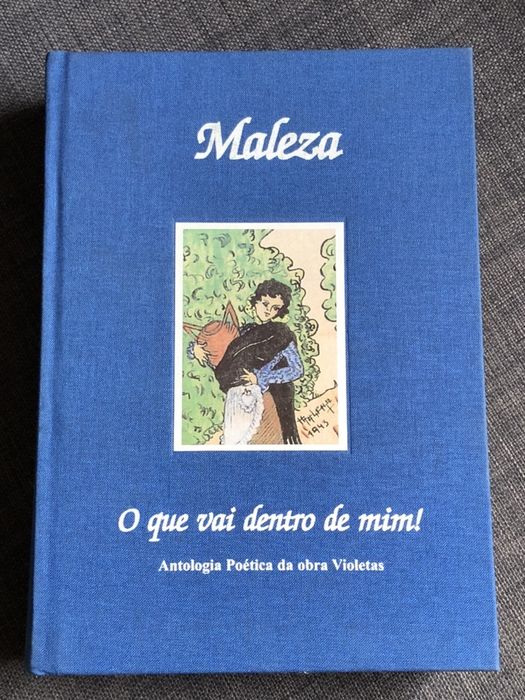 Maleza
Maleza
1943
O que vai dentro de mim!
Antologia Poética da obra Violetas